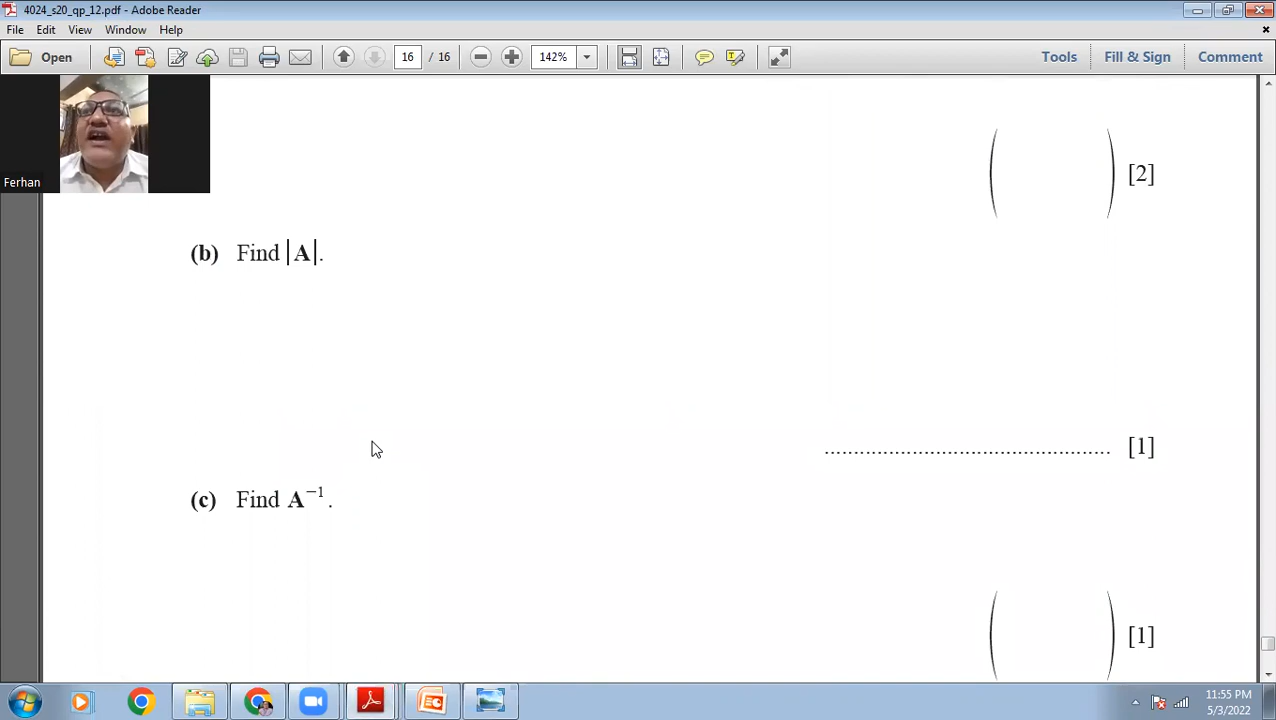 4024_s20_qp_12.pdf - Adobe Reader
File Edit View Window Help
Open 16 / 16 142% Tools Fill & Sign Comment
Ferhan
[2]
(b) Find |A|.
.................................................. [1]
(c) Find A⁻¹.
[1]
11:55 PM
5/3/2022